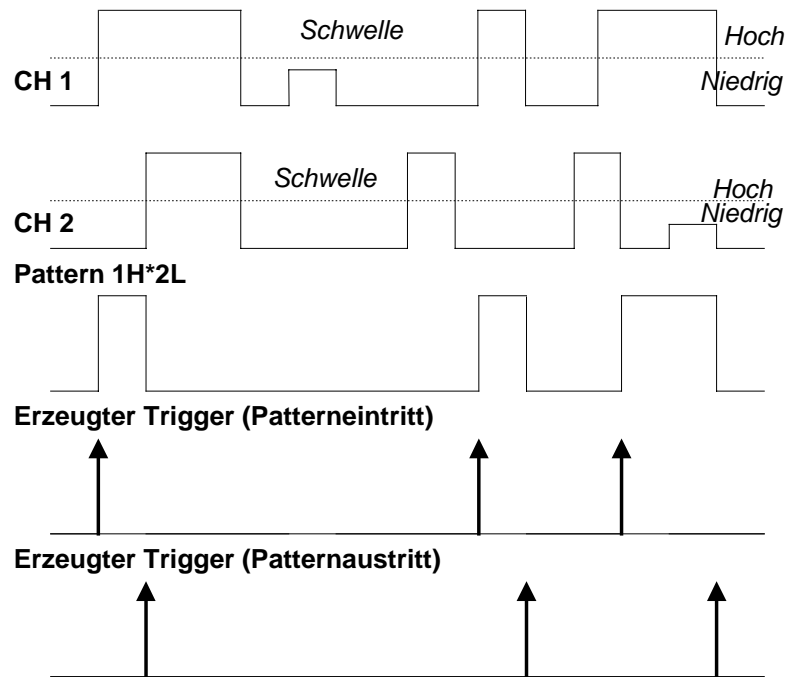 Schwelle
Hoch
CH 1
Niedrig
Schwelle
Hoch
Niedrig
CH 2
Pattern 1H*2L
Erzeugter Trigger (Patterneintritt)
Erzeugter Trigger (Patternaustritt)